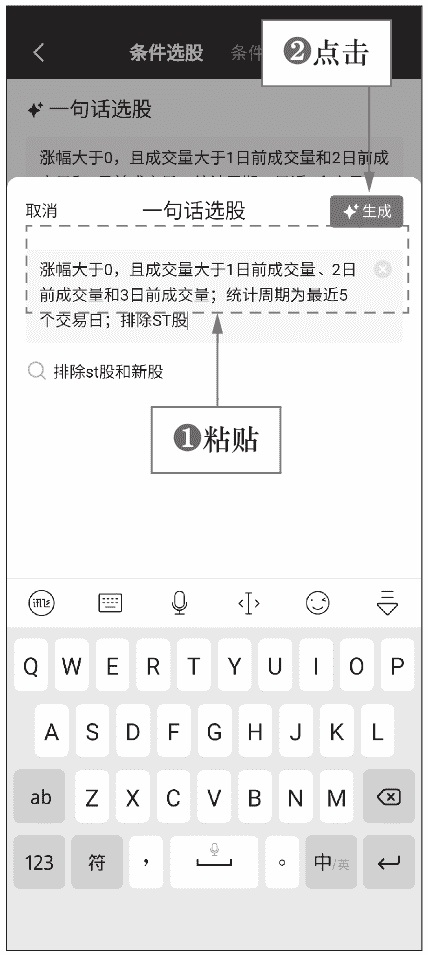 条件选股 条件
❷点击
一句话选股
涨幅大于0，且成交量大于1日前成交量和2日前成
取消 一句话选股 生成
涨幅大于0，且成交量大于1日前成交量、2日
前成交量和3日前成交量；统计周期为最近5
个交易日；排除ST股
排除st股和新股
❶粘贴
Q W E R T Y U I O P
A S D F G H J K L
ab Z X C V B N M
123 符 ， 。 中/英